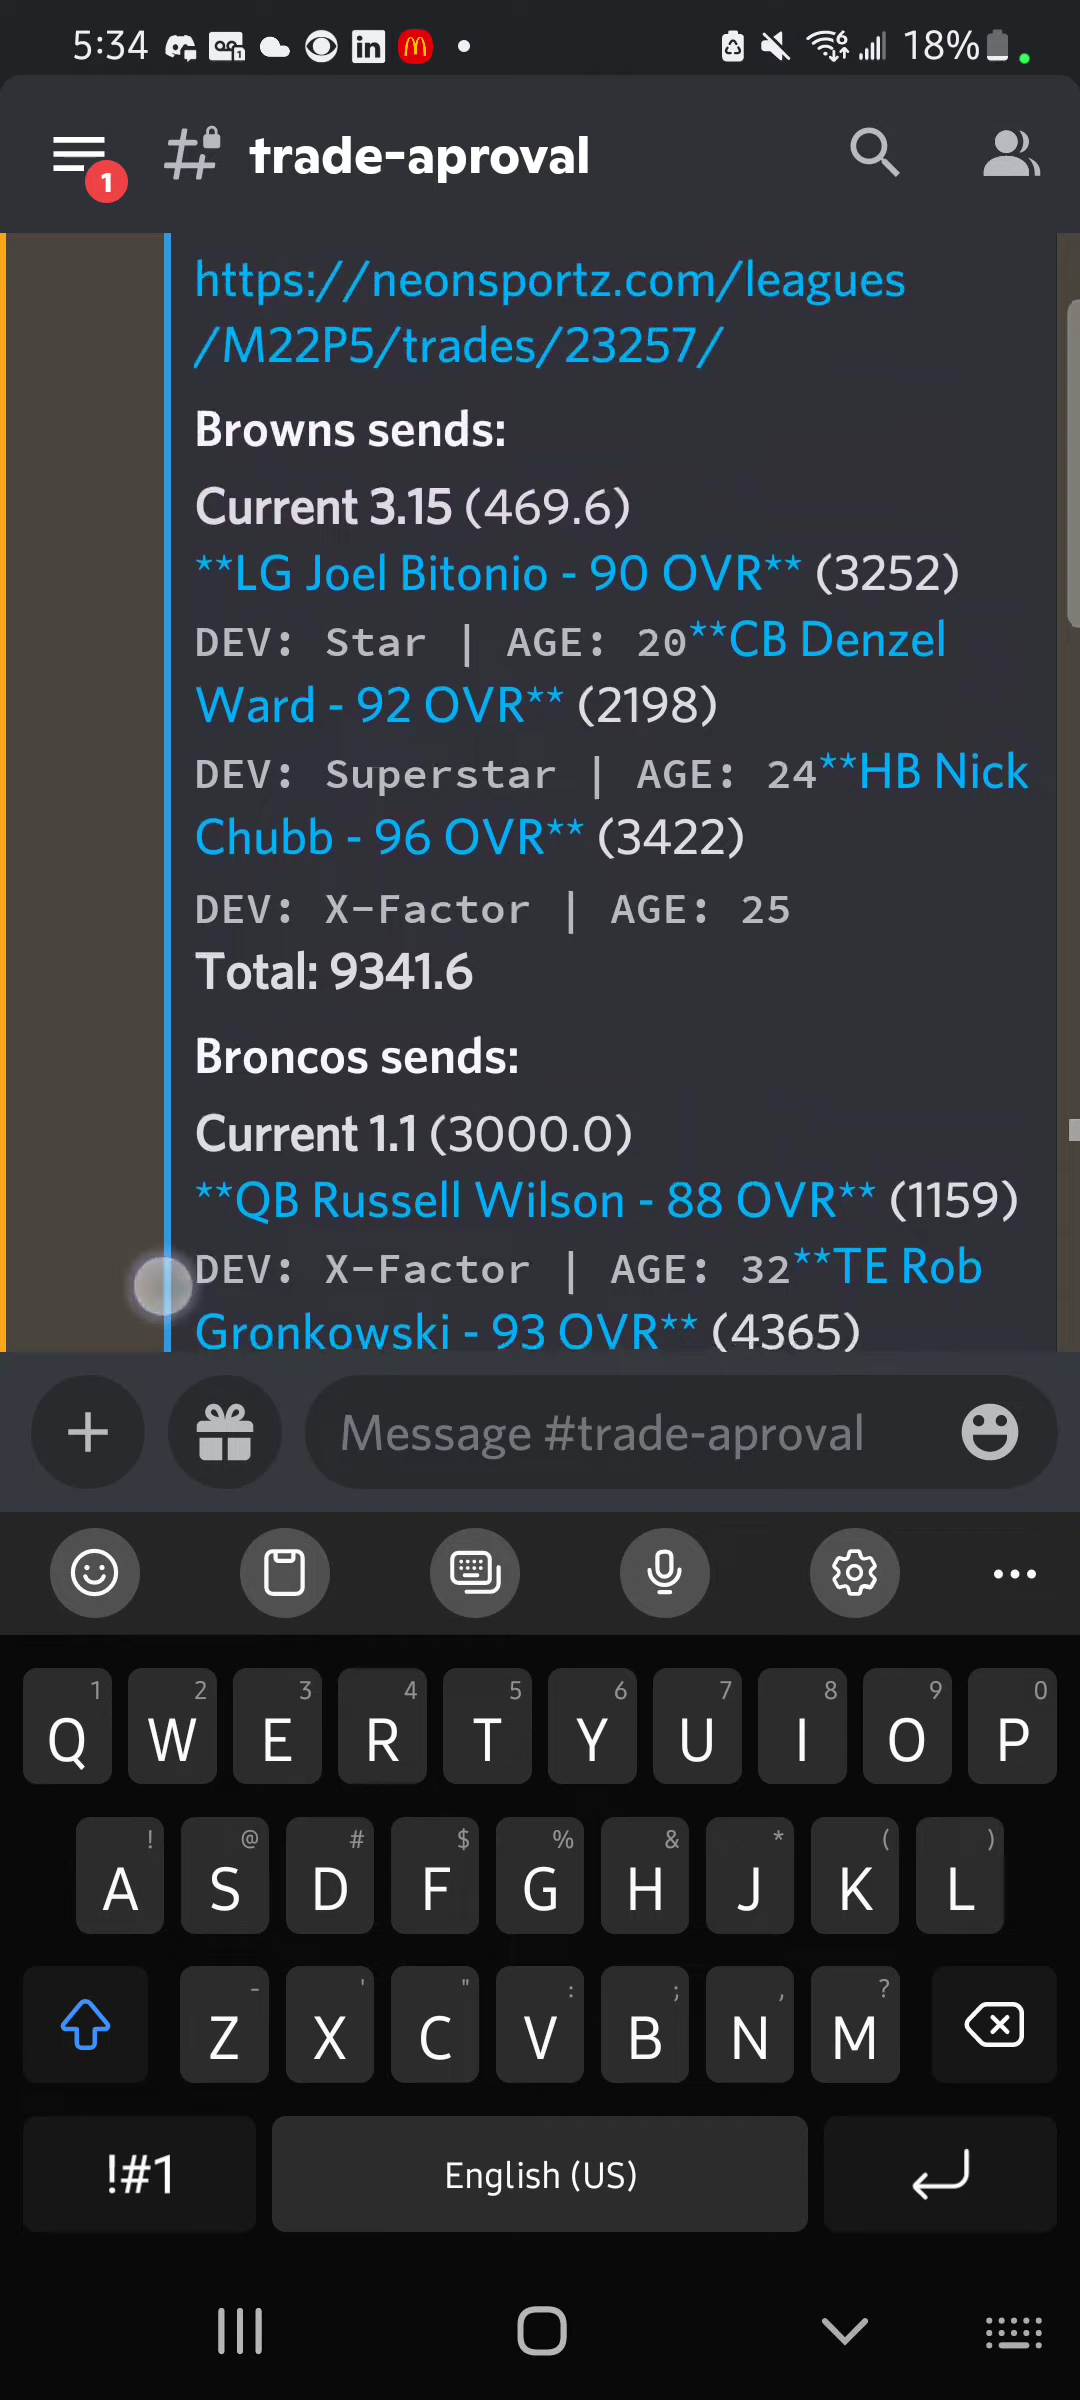 5:34
18%
1
trade-aproval
https://neonsportz.com/leagues
/M22P5/trades/23257/
Browns sends:
Current 3.15 (469.6)
**LG Joel Bitonio - 90 OVR** (3252)
DEV: Star | AGE: 20**CB Denzel
Ward - 92 OVR** (2198)
DEV: Superstar | AGE: 24**HB Nick
Chubb - 96 OVR** (3422)
DEV: X-Factor | AGE: 25
Total: 9341.6
Broncos sends:
Current 1.1 (3000.0)
**QB Russell Wilson - 88 OVR** (1159)
DEV: X-Factor | AGE: 32**TE Rob
Gronkowski - 93 OVR** (4365)
Message #trade-aproval
1 2 3 4 5 6 7 8 9 0
Q W E R T Y U I O P
! @ # $ % & * ( )
A S D F G H J K L
- ' " : ; , ?
Z X C V B N M
!#1 English (US)